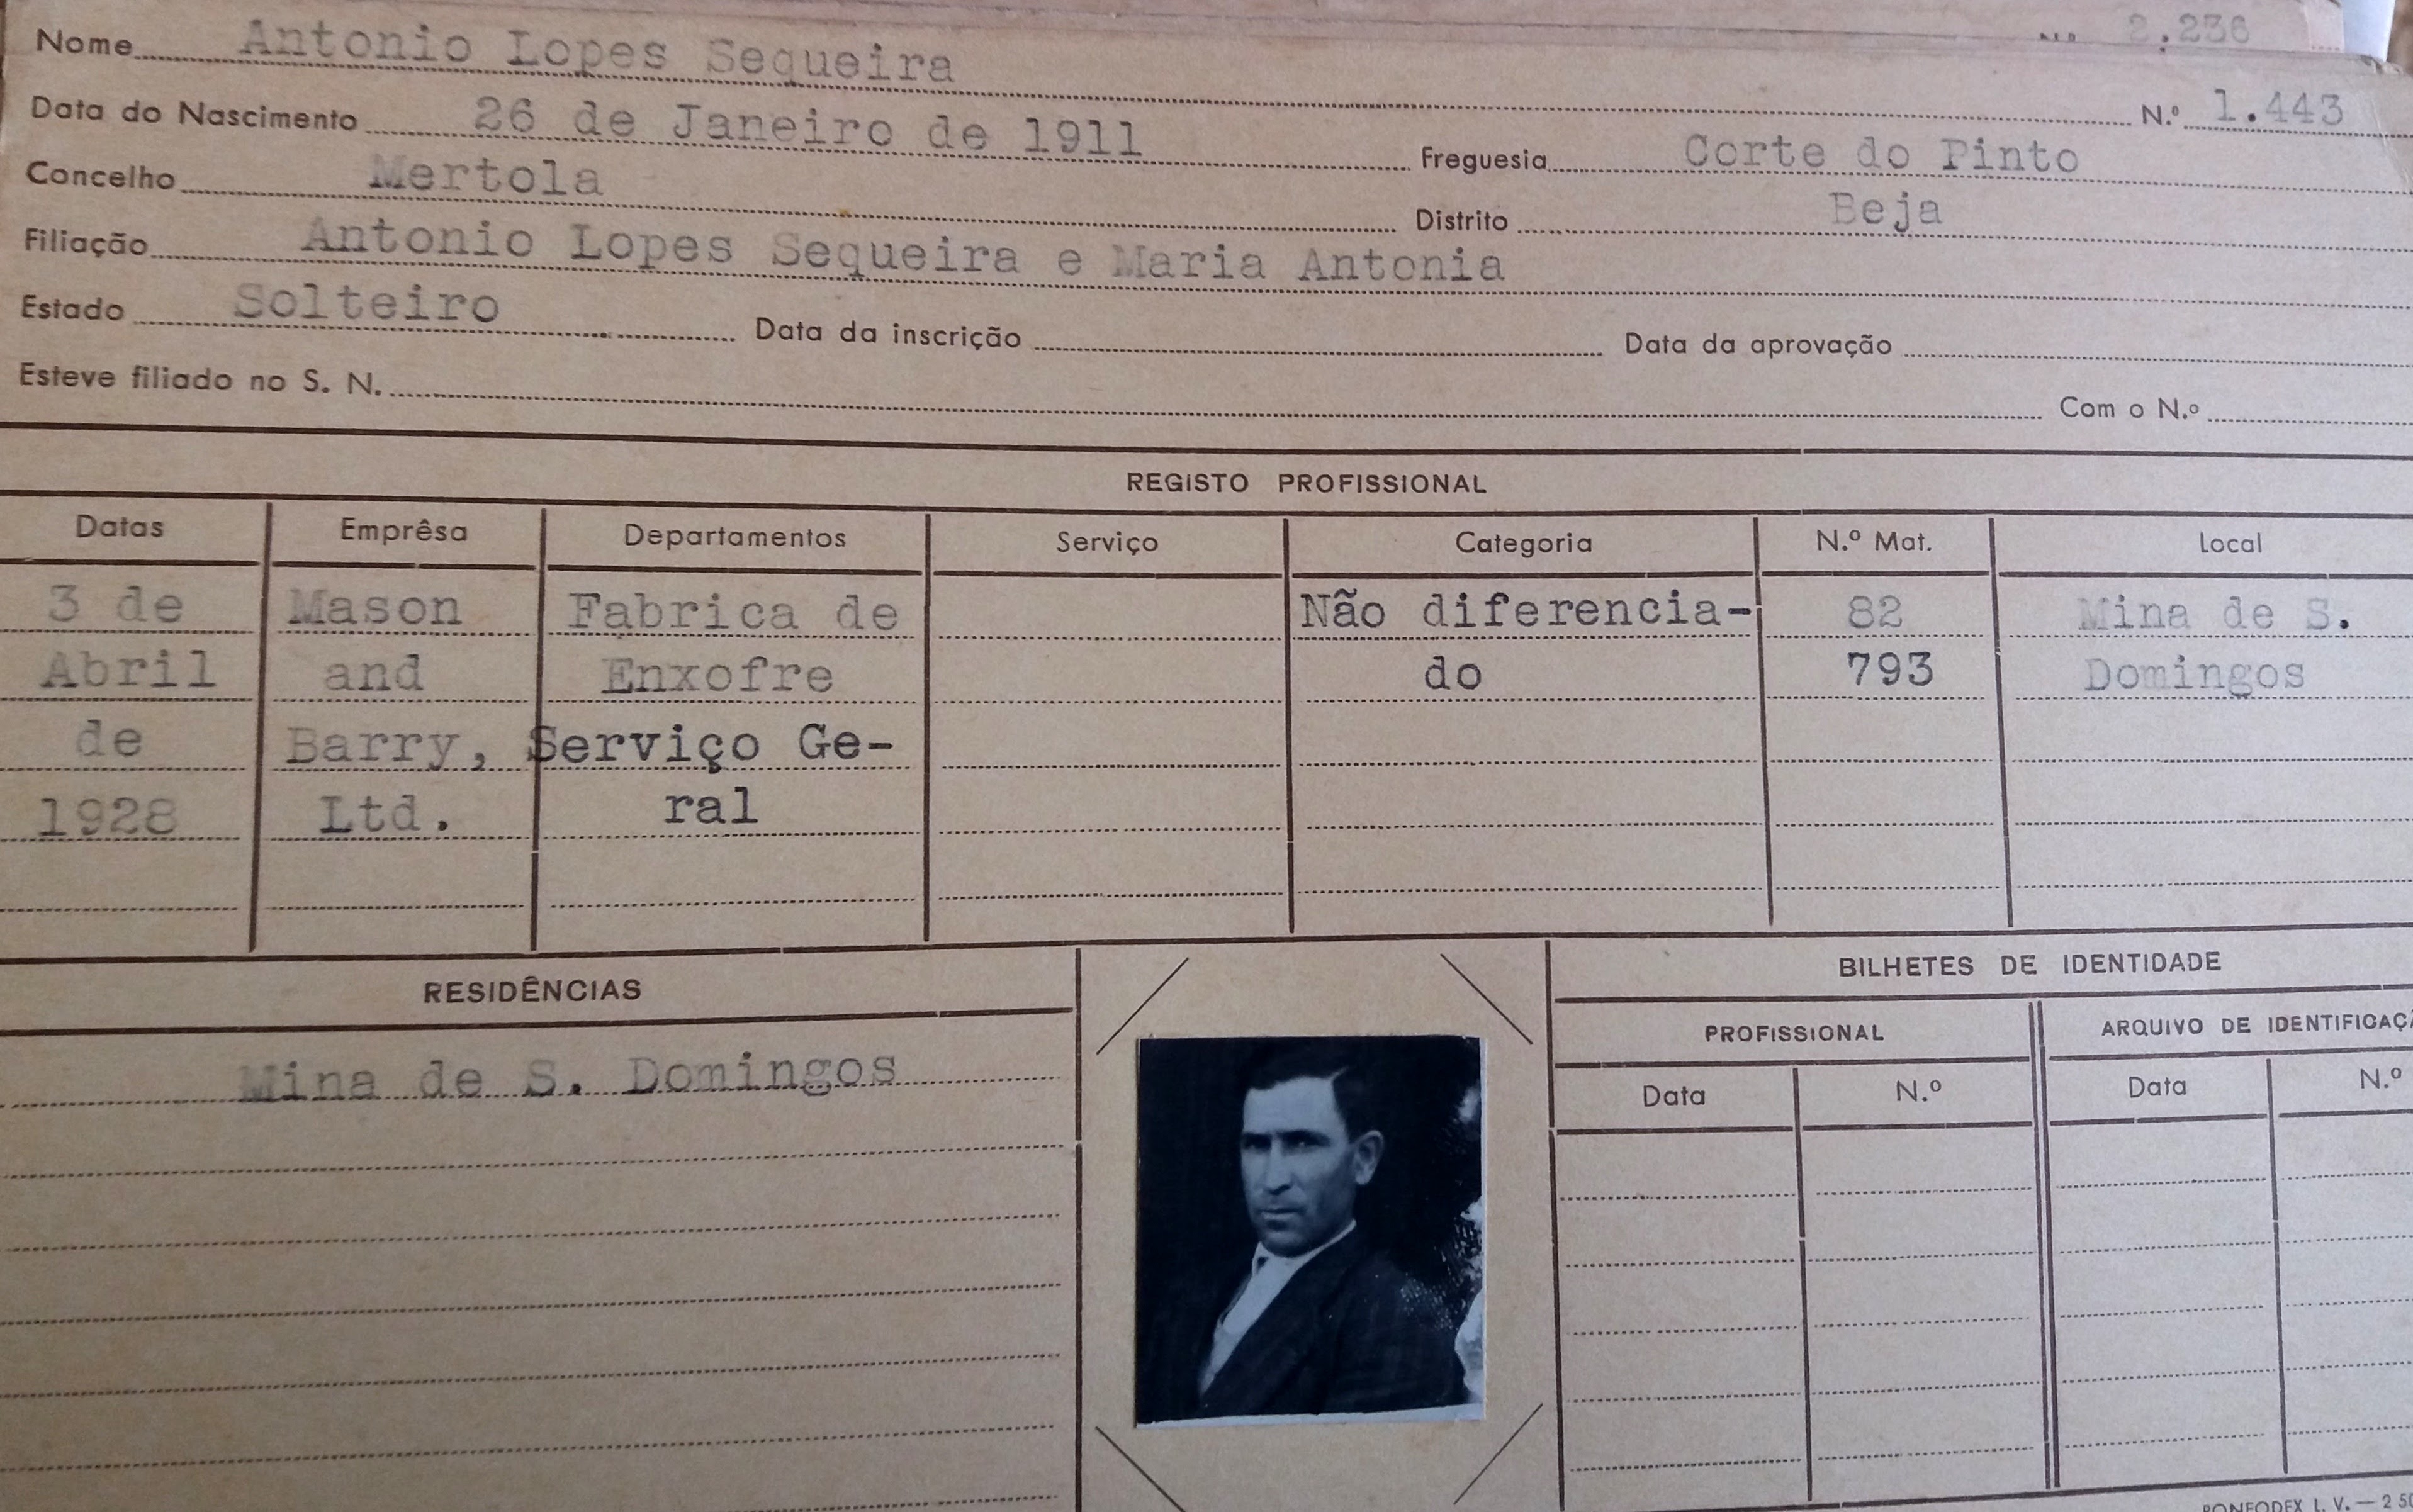 N.º 2.236
Nome Antonio Lopes Sequeira N.º 1.443
Data do Nascimento 26 de Janeiro de 1911 Freguesia Corte do Pinto
Concelho Mertola Distrito Beja
Filiação Antonio Lopes Sequeira e Maria Antonia
Estado Solteiro Data da inscrição Data da aprovação
Esteve filiado no S. N. Com o N.º
REGISTO PROFISSIONAL
Datas Emprêsa Departamentos Serviço Categoria N.º Mat. Local
3 de Mason Fabrica de Não diferencia- 82 Mina de S.
Abril and Enxofre do 793 Domingos
de Barry, Serviço Ge-
1928 Ltd. ral
RESIDÊNCIAS
Mina de S. Domingos
BILHETES DE IDENTIDADE
PROFISSIONAL ARQUIVO DE IDENTIFICAÇ
Data N.º Data N.º